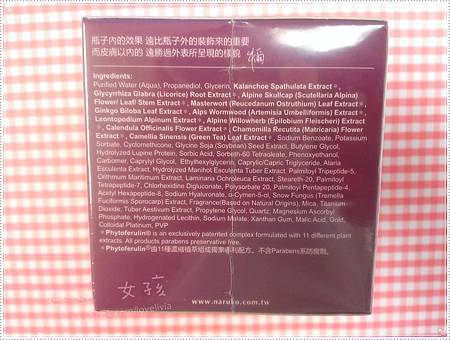 瓶子內的效果 遠比瓶子外的裝飾來的重要
而皮膚以內的 遠勝過外表所呈現的樣貌
Ingredients:
Purified Water (Aqua), Propanediol, Glycerin, Kalanchoe Spathulata Extract※,
Glycyrrhiza Glabra (Licorice) Root Extract※, Alpine Skullcap (Scutellaria Alpina)
Flower/ Leaf/ Stem Extract※, Masterwort (Peucedanum Ostruthium) Leaf Extract※,
Ginkgo Biloba Leaf Extract※, Alps Wormwood (Artemisia Umbelliformis) Extract※,
Leontopodium Alpinum Extract※, Alpine Willowherb (Epilobium Fleischeri) Extract
※, Calendula Officinalis Flower Extract※, Chamomilla Recutita (Matricaria) Flower
Extract※, Camellia Sinensis (Green Tea) Leaf Extract※, Sodium Benzoate, Potassium
Sorbate, Cyclomethicone, Glycine Soja (Soybean) Seed Extract, Butylene Glycol,
Hydrolyzed Lupine Protein, Sorbic Acid, Sorbeth-60 Tetraoleate, Phenoxyethanol,
Carbomer, Caprylyl Glycol, Ethylhexylglycerin, Caprylic/Capric Triglyceride, Alaria
Esculenta Extract, Hydrolyzed Manihot Esculenta Tuber Extract, Palmitoyl Tripeptide-5,
Crithmum Maritimum Extract, Laminaria Ochroleuca Extract, Steareth-20, Palmitoyl
Tetrapeptide-7, Chlorhexidine Digluconate, Polysorbate 20, Palmitoyl Pentapeptide-4,
Acetyl Hexapeptide-8, Sodium Hyaluronate, o-Cymen-5-ol, Snow Fungus (Tremella
Fuciformis Sporocarp) Extract, Fragrance(Based on Natural Origins), Mica, Titanium
Dioxide, Tuber Aestivum Extract, Propylene Glycol, Quartz, Magnesium Ascorbyl
Phosphate, Hydrogenated Lecithin, Sodium Malate, Xanthan Gum, Malic Acid, Gold,
Colloidal Platinum, PVP
※Phytoferulin® is an exclusively patented complex formulated with 11 different plant
extracts. All products parabens preservative free.
※Phytoferulin®由11種濃縮植萃組成獨家專利配方，不含Parabens系防腐劑。
女孩
www.naruko.com.tw